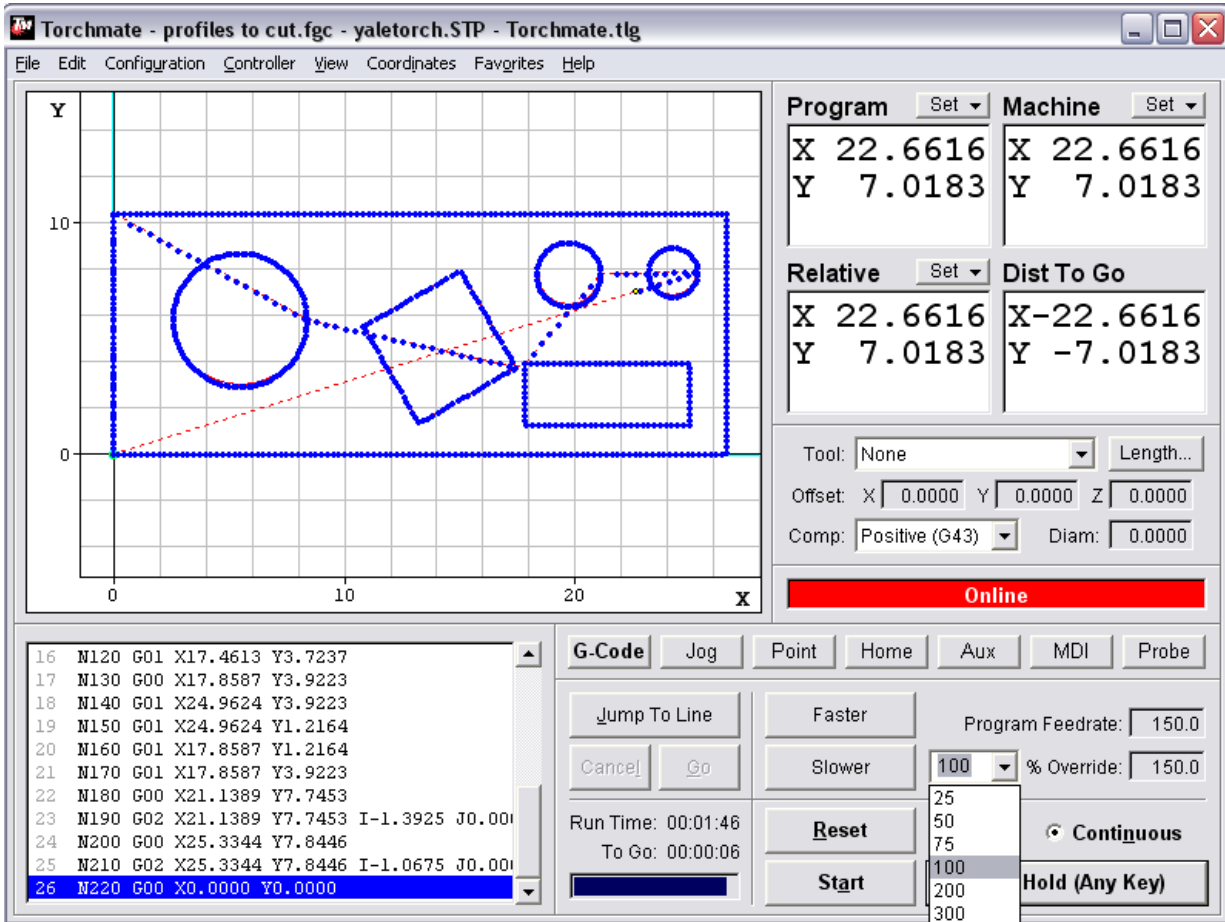 Torchmate - profiles to cut.fgc - yaletorch.STP - Torchmate.tlg
File Edit Configuration Controller View Coordinates Favorites Help
Y
10
0
0 10 20 X
Program Set Machine Set
X 22.6616 X 22.6616
Y 7.0183 Y 7.0183
Relative Set Dist To Go
X 22.6616 X-22.6616
Y 7.0183 Y -7.0183
Tool: None Length...
Offset: X 0.0000 Y 0.0000 Z 0.0000
Comp: Positive (G43) Diam: 0.0000
Online
16 N120 G01 X17.4613 Y3.7237
17 N130 G00 X17.8587 Y3.9223
18 N140 G01 X24.9624 Y3.9223
19 N150 G01 X24.9624 Y1.2164
20 N160 G01 X17.8587 Y1.2164
21 N170 G01 X17.8587 Y3.9223
22 N180 G00 X21.1389 Y7.7453
23 N190 G02 X21.1389 Y7.7453 I-1.3925 J0.00
24 N200 G00 X25.3344 Y7.8446
25 N210 G02 X25.3344 Y7.8446 I-1.0675 J0.00
26 N220 G00 X0.0000 Y0.0000
G-Code Jog Point Home Aux MDI Probe
Jump To Line Faster Program Feedrate: 150.0
Cancel Go Slower 100 % Override: 150.0
25
50
75
100
200
300
Run Time: 00:01:46 Reset Continuous
To Go: 00:00:06
Start Hold (Any Key)